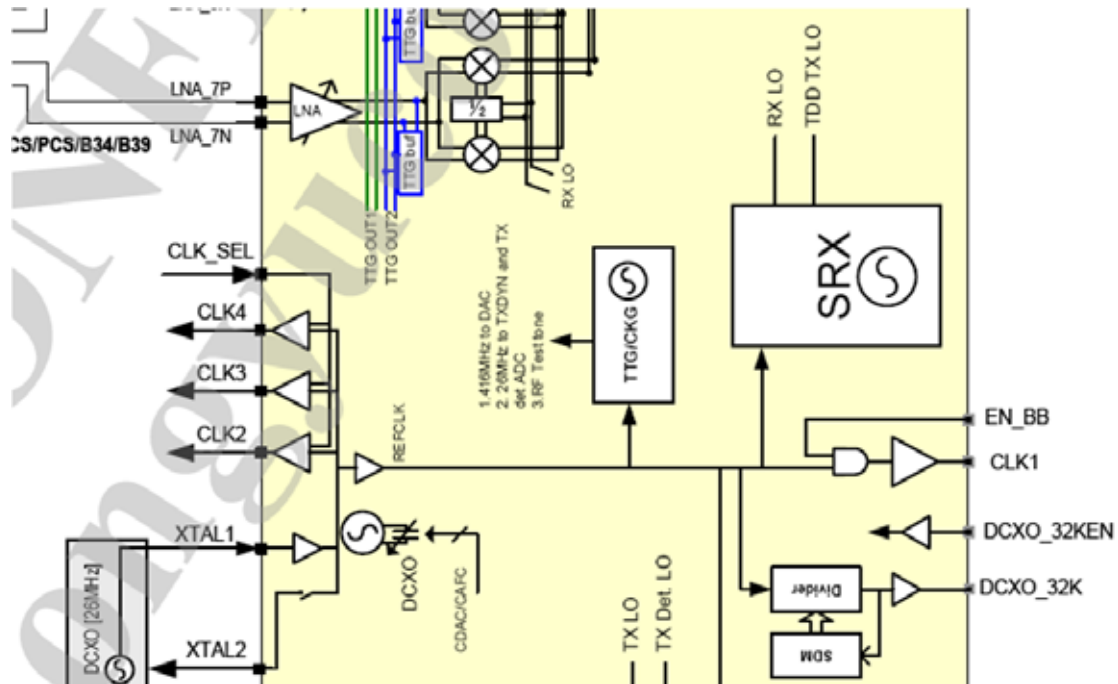 LNA_7P
LNA
LNA_7N
CS/PCS/B34/B39
TTG buf
TTG buf
½
RX LO
TTG OUT1
TTG OUT2
RX LO
TDD TX LO
SRX
CLK_SEL
CLK4
CLK3
CLK2
1.416MHz to DAC
2. 26MHz to TXDYN and TX
det ADC
3.RF Test tone
TTG/CKG
REFCLK
EN_BB
CLK1
XTAL1
DCXO
CDAC/CAFC
DCXO_32KEN
DCXO_32K
Divider
SDM
DCXO [26MHz]
XTAL2
TX LO
TX Det. LO